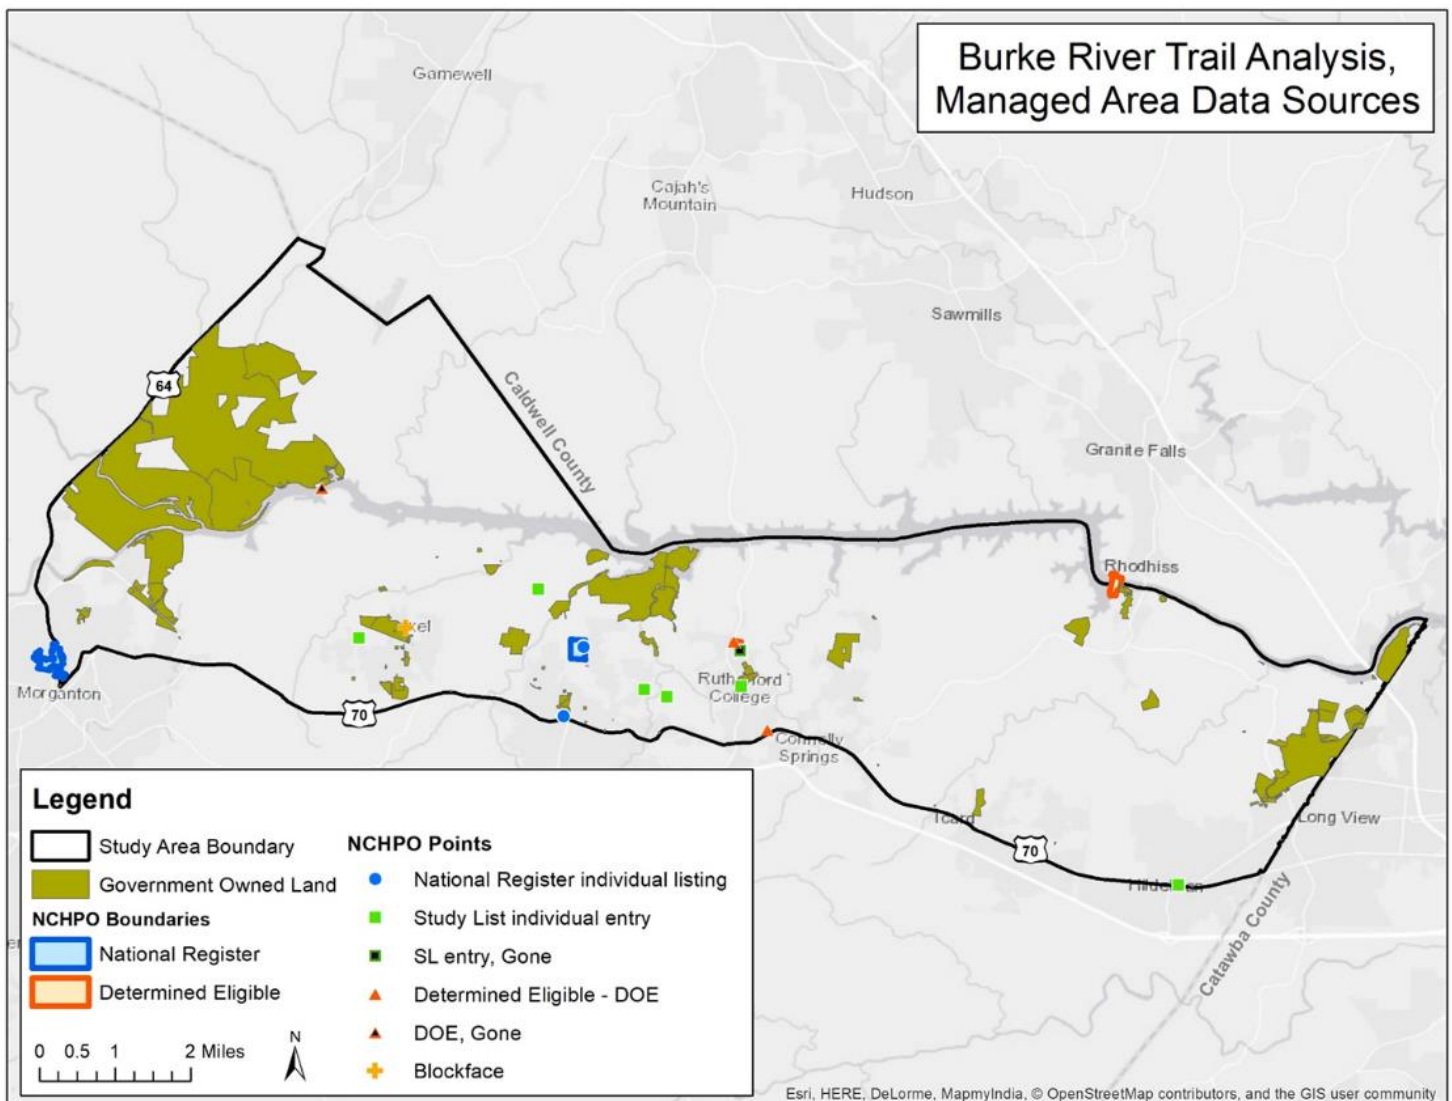 Burke River Trail Analysis,
Managed Area Data Sources
Gamewell
Cajah's
Mountain
Hudson
Sawmills
64
Caldwell County
Granite Falls
Rhodhiss
Morganton
70
Rutherford
College
Connelly
Springs
Icard
70
Long View
Catawba County
Legend
Study Area Boundary
Government Owned Land
NCHPO Boundaries
National Register
Determined Eligible
0 0.5 1 2 Miles
N
NCHPO Points
National Register individual listing
Study List individual entry
SL entry, Gone
Determined Eligible - DOE
DOE, Gone
Blockface
Esri, HERE, DeLorme, MapmyIndia, © OpenStreetMap contributors, and the GIS user community